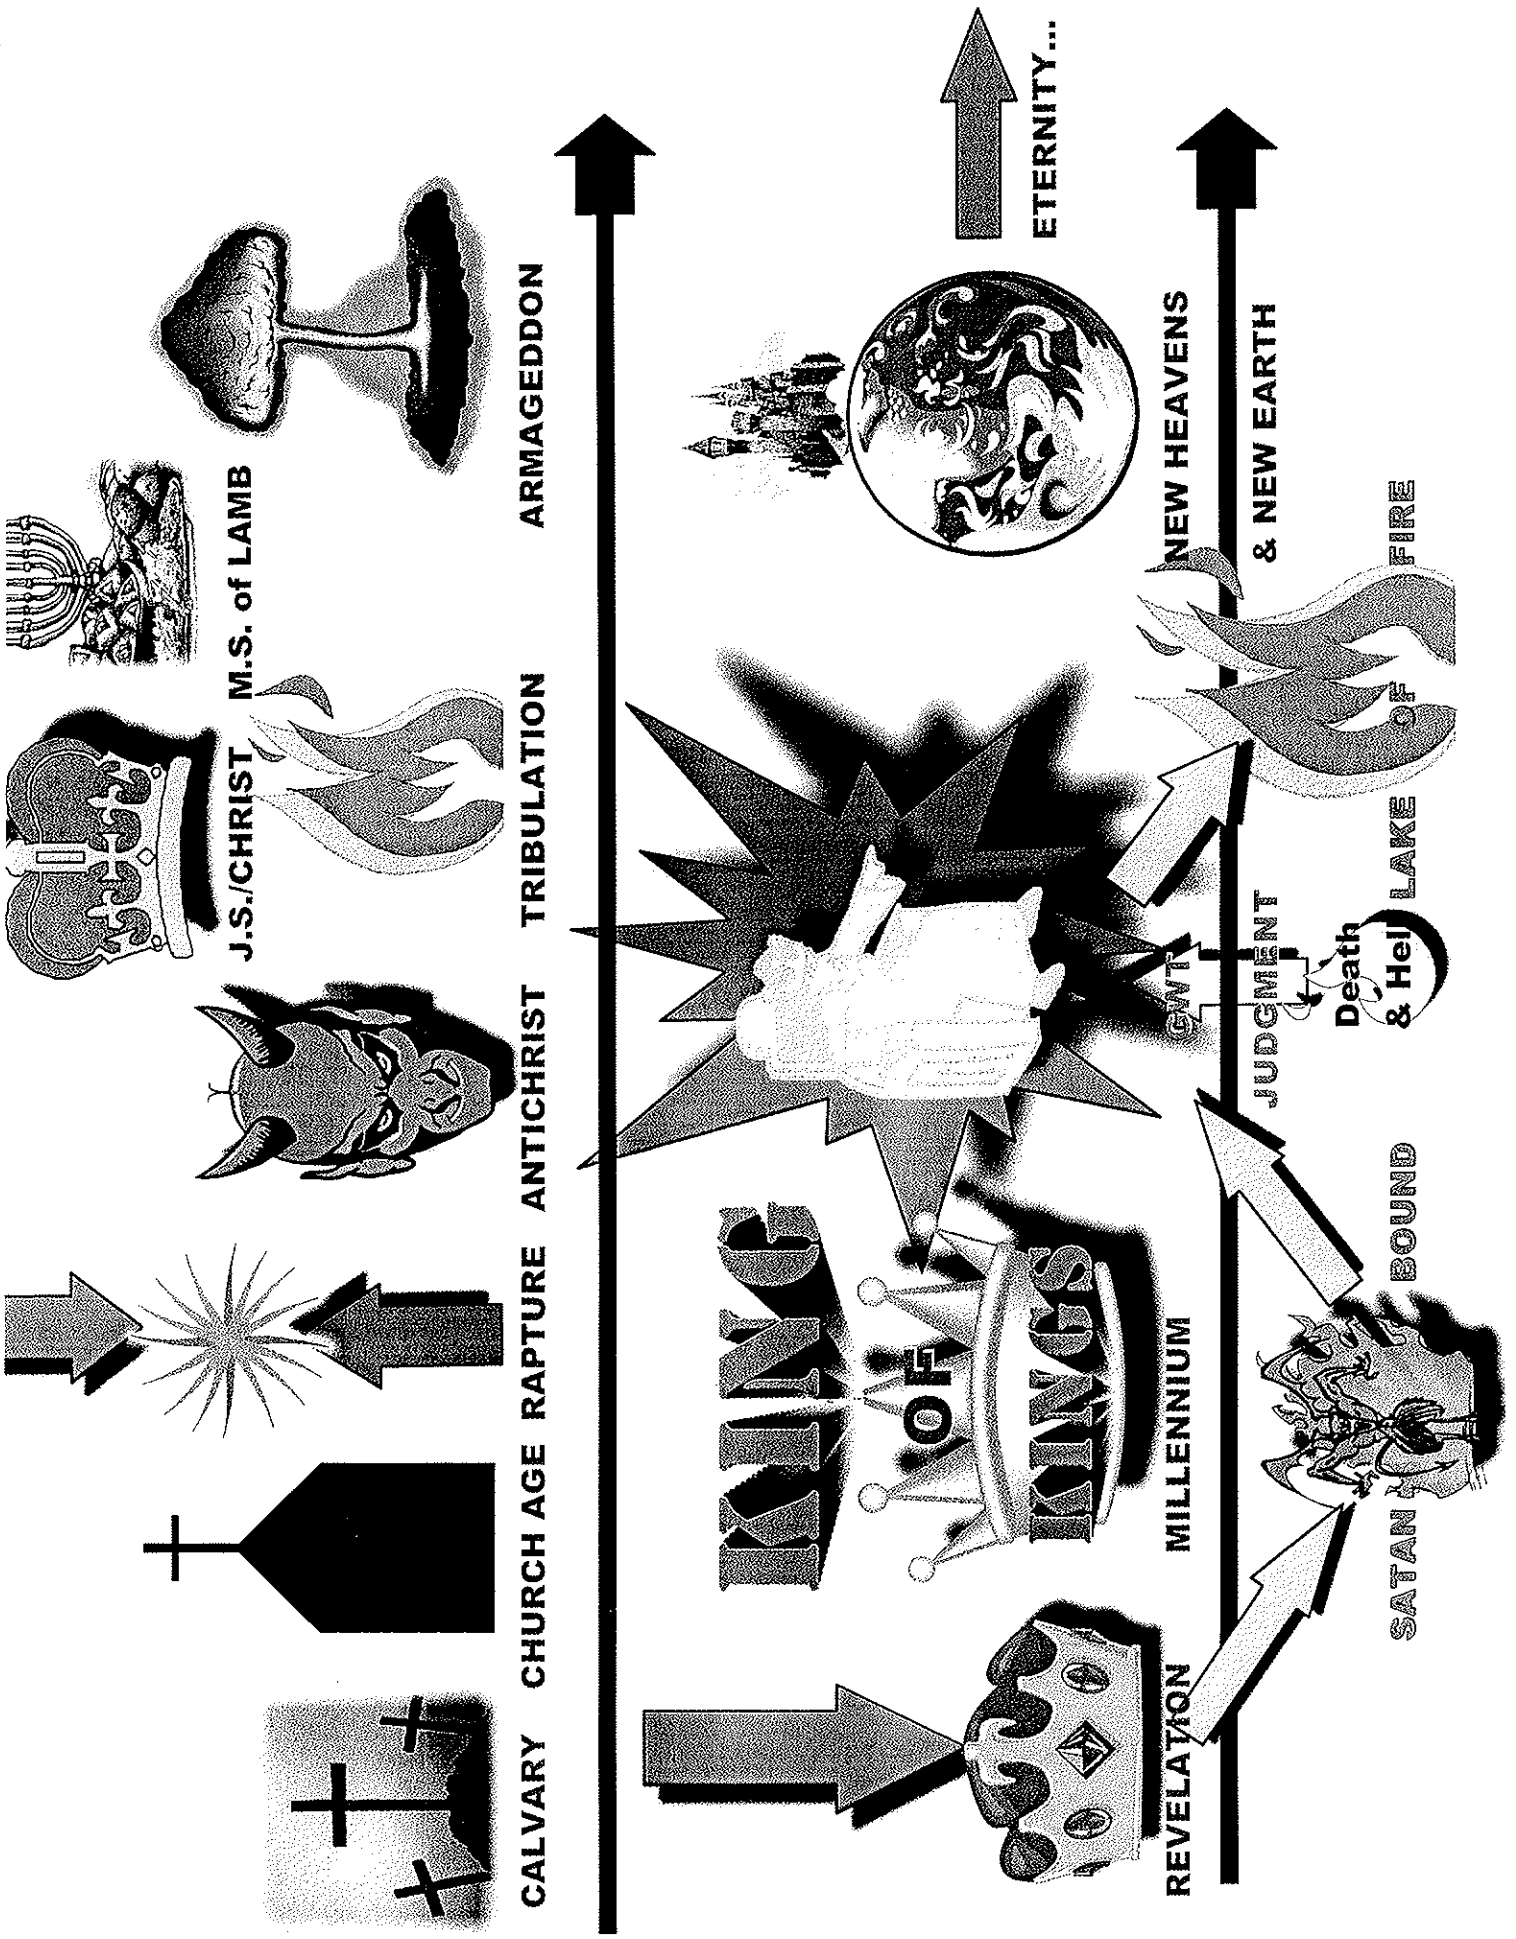 J.S./CHRIST M.S. of LAMB
CALVARY CHURCH AGE RAPTURE ANTICHRIST TRIBULATION ARMAGEDDON
KING
OF
KINGS
ETERNITY...
REVELATION MILLENNIUM GWT NEW HEAVENS
JUDGMENT & NEW EARTH
Death
& Hell
SATAN BOUND LAKE OF FIRE